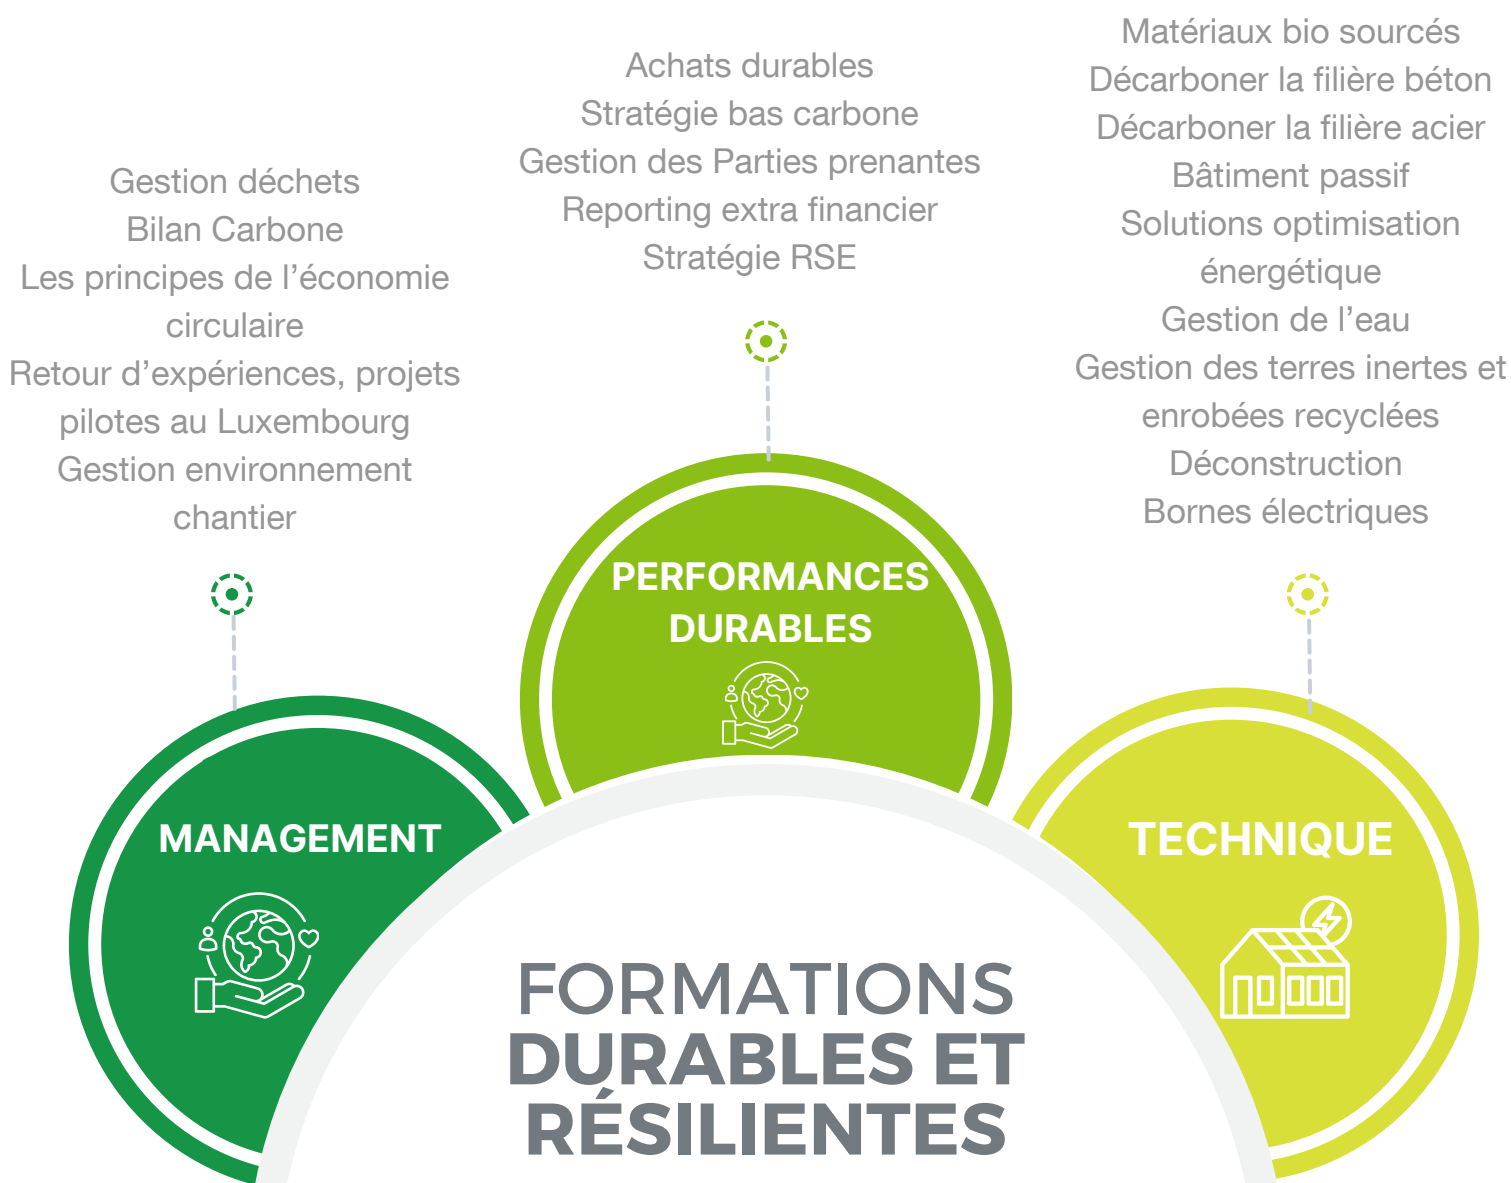 Gestion déchets
Bilan Carbone
Les principes de l’économie
circulaire
Retour d’expériences, projets
pilotes au Luxembourg
Gestion environnement
chantier
MANAGEMENT
Achats durables
Stratégie bas carbone
Gestion des Parties prenantes
Reporting extra financier
Stratégie RSE
PERFORMANCES
DURABLES
Matériaux bio sourcés
Décarboner la filière béton
Décarboner la filière acier
Bâtiment passif
Solutions optimisation
énergétique
Gestion de l’eau
Gestion des terres inertes et
enrobées recyclées
Déconstruction
Bornes électriques
TECHNIQUE
FORMATIONS
DURABLES ET
RÉSILIENTES